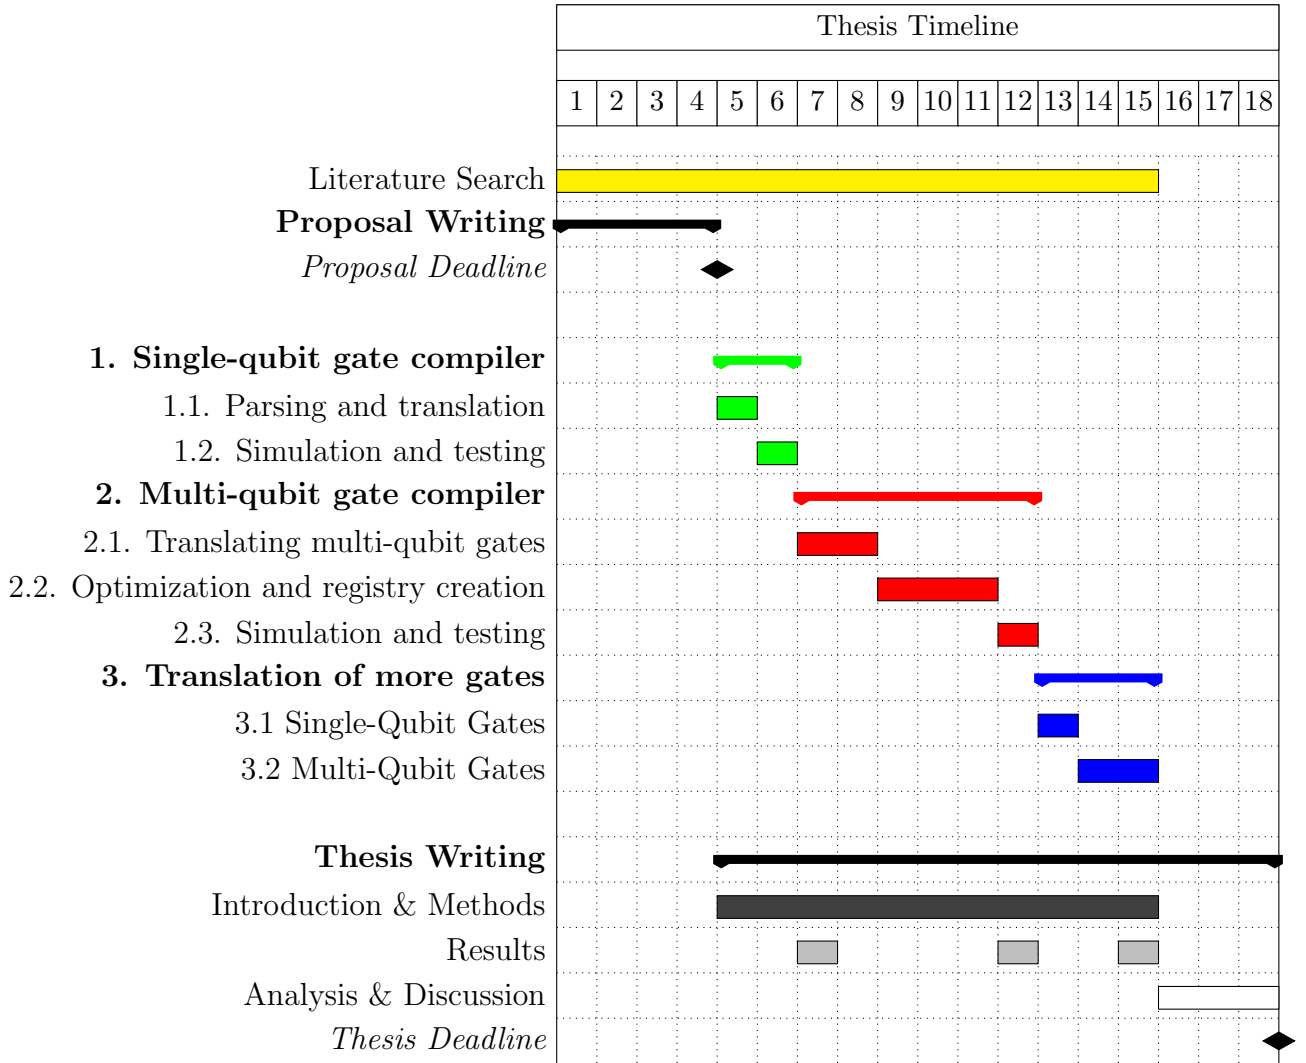 Thesis Timeline
1 2 3 4 5 6 7 8 9 10 11 12 13 14 15 16 17 18
Literature Search
Proposal Writing
Proposal Deadline
1. Single-qubit gate compiler
1.1. Parsing and translation
1.2. Simulation and testing
2. Multi-qubit gate compiler
2.1. Translating multi-qubit gates
2.2. Optimization and registry creation
2.3. Simulation and testing
3. Translation of more gates
3.1 Single-Qubit Gates
3.2 Multi-Qubit Gates
Thesis Writing
Introduction & Methods
Results
Analysis & Discussion
Thesis Deadline